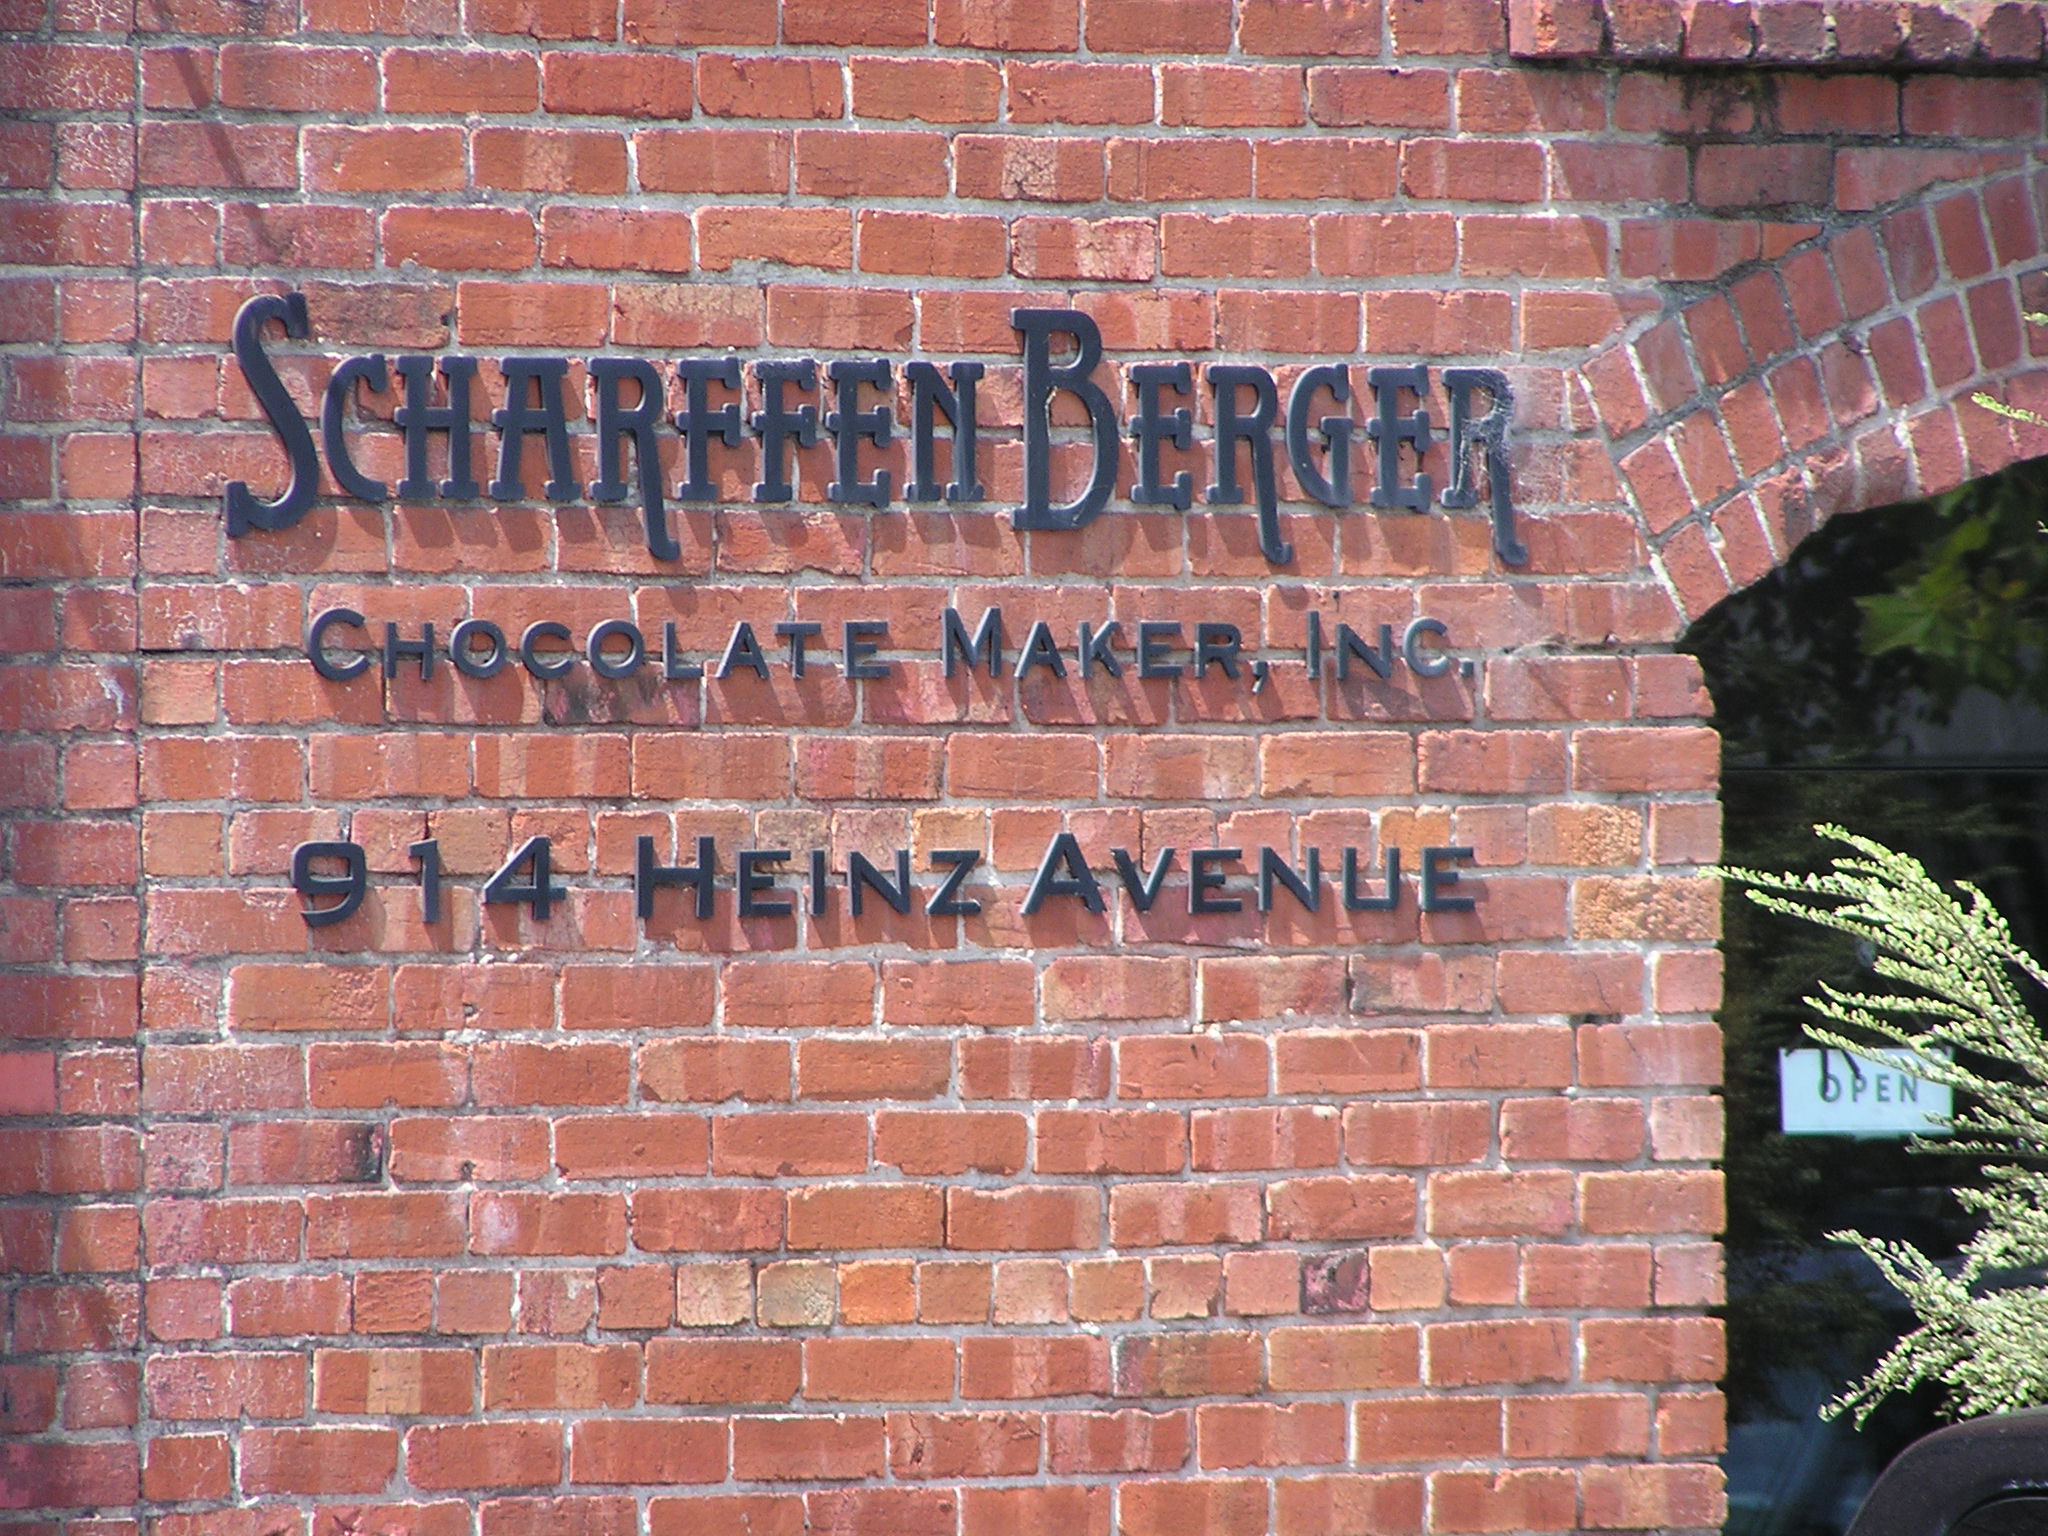 SCHARFFEN BERGER
CHOCOLATE MAKER, INC.
914 HEINZ AVENUE
OPEN